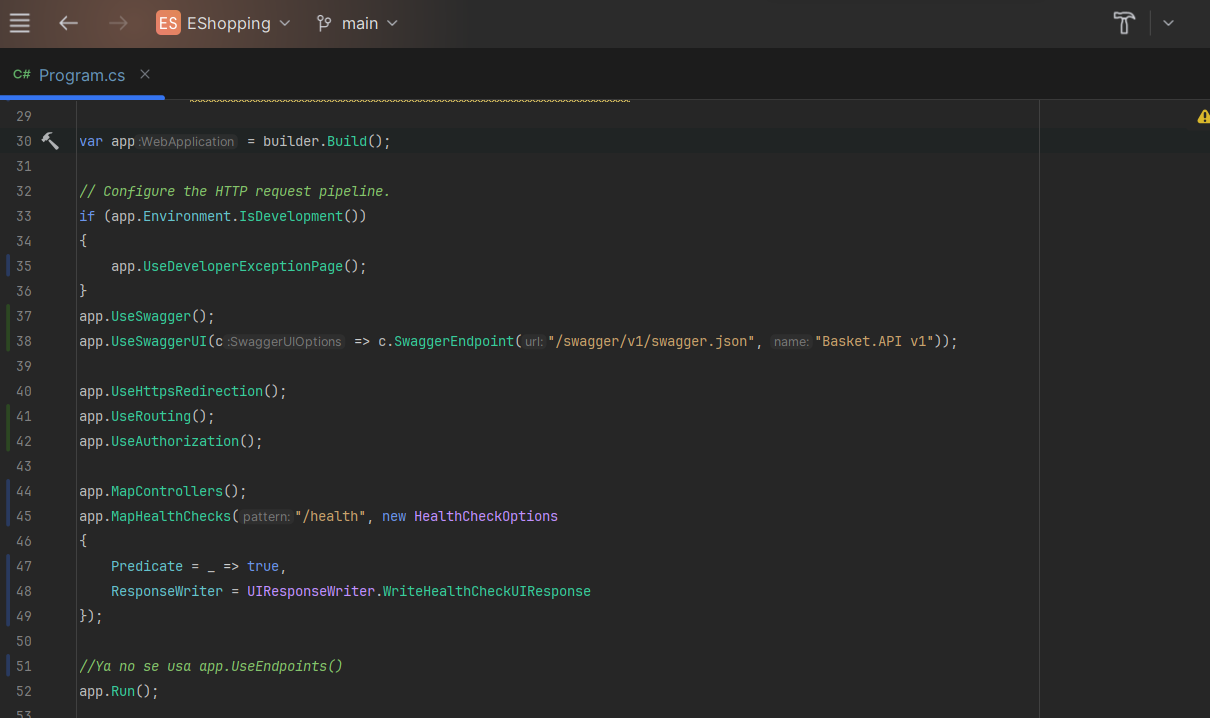 ES EShopping main
C# Program.cs
29
30 var app :WebApplication = builder.Build();
31
32 // Configure the HTTP request pipeline.
33 if (app.Environment.IsDevelopment())
34 {
35 app.UseDeveloperExceptionPage();
36 }
37 app.UseSwagger();
38 app.UseSwaggerUI(c :SwaggerUIOptions => c.SwaggerEndpoint( url: "/swagger/v1/swagger.json", name: "Basket.API v1"));
39
40 app.UseHttpsRedirection();
41 app.UseRouting();
42 app.UseAuthorization();
43
44 app.MapControllers();
45 app.MapHealthChecks( pattern: "/health", new HealthCheckOptions
46 {
47 Predicate = _ => true,
48 ResponseWriter = UIResponseWriter.WriteHealthCheckUIResponse
49 });
50
51 //Ya no se usa app.UseEndpoints()
52 app.Run();
53